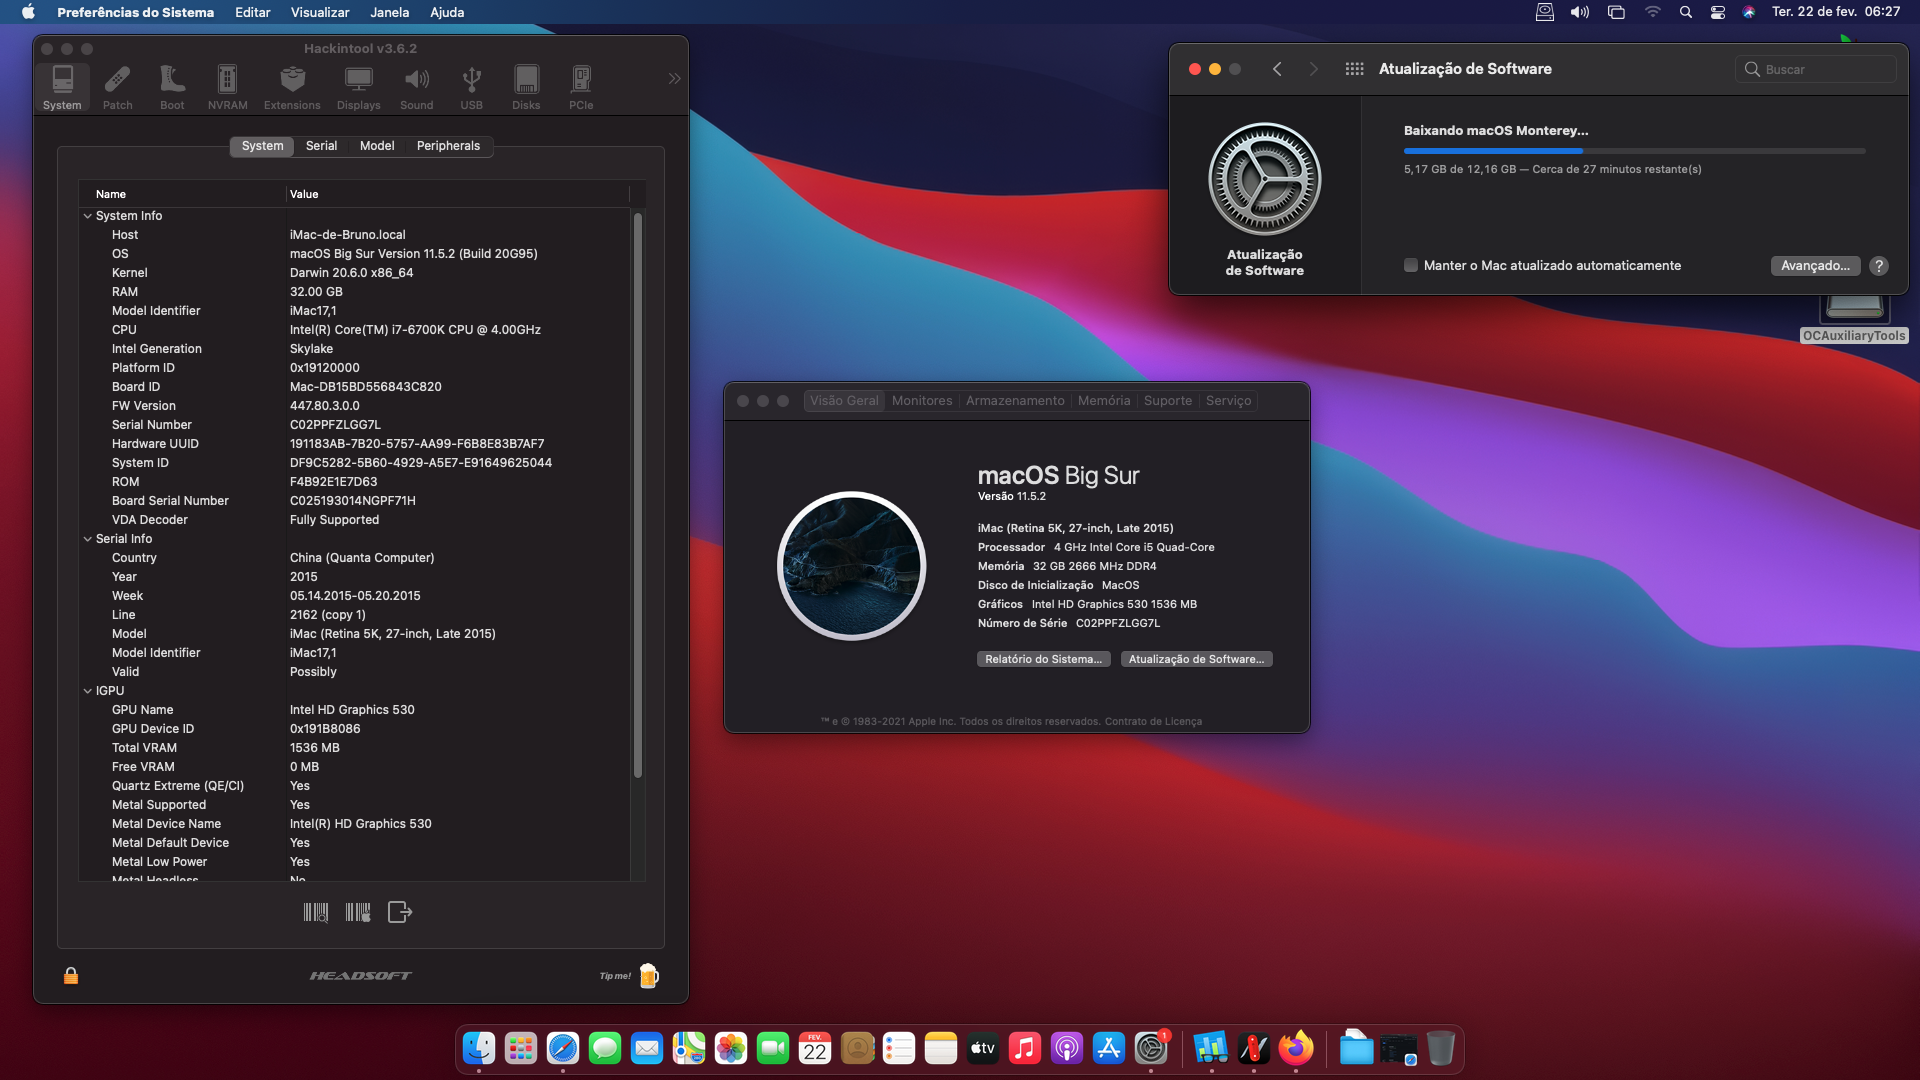 Preferências do Sistema Editar Visualizar Janela Ajuda
Ter. 22 de fev. 06:27
Hackintool v3.6.2
System Patch Boot NVRAM Extensions Displays Sound USB Disks PCIe
System Serial Model Peripherals
Name Value
System Info
Host iMac-de-Bruno.local
OS macOS Big Sur Version 11.5.2 (Build 20G95)
Kernel Darwin 20.6.0 x86_64
RAM 32.00 GB
Model Identifier iMac17,1
CPU Intel(R) Core(TM) i7-6700K CPU @ 4.00GHz
Intel Generation Skylake
Platform ID 0x19120000
Board ID Mac-DB15BD556843C820
FW Version 447.80.3.0.0
Serial Number C02PPFZLGG7L
Hardware UUID 191183AB-7B20-5757-AA99-F6B8E83B7AF7
System ID DF9C5282-5B60-4929-A5E7-E91649625044
ROM F4B92E1E7D63
Board Serial Number C025193014NGPF71H
VDA Decoder Fully Supported
Serial Info
Country China (Quanta Computer)
Year 2015
Week 05.14.2015-05.20.2015
Line 2162 (copy 1)
Model iMac (Retina 5K, 27-inch, Late 2015)
Model Identifier iMac17,1
Valid Possibly
IGPU
GPU Name Intel HD Graphics 530
GPU Device ID 0x191B8086
Total VRAM 1536 MB
Free VRAM 0 MB
Quartz Extreme (QE/CI) Yes
Metal Supported Yes
Metal Device Name Intel(R) HD Graphics 530
Metal Default Device Yes
Metal Low Power Yes
Metal Headless No
HEADSOFT
Tip me!
Atualização de Software
Buscar
Atualização
de Software
Baixando macOS Monterey...
5,17 GB de 12,16 GB — Cerca de 27 minutos restante(s)
Manter o Mac atualizado automaticamente
Avançado... ?
OCAuxiliaryTools
Visão Geral Monitores Armazenamento Memória Suporte Serviço
macOS Big Sur
Versão 11.5.2
iMac (Retina 5K, 27-inch, Late 2015)
Processador 4 GHz Intel Core i5 Quad-Core
Memória 32 GB 2666 MHz DDR4
Disco de Inicialização MacOS
Gráficos Intel HD Graphics 530 1536 MB
Número de Série C02PPFZLGG7L
Relatório do Sistema... Atualização de Software...
™ e © 1983-2021 Apple Inc. Todos os direitos reservados. Contrato de Licença
FEV.
22
tv
1